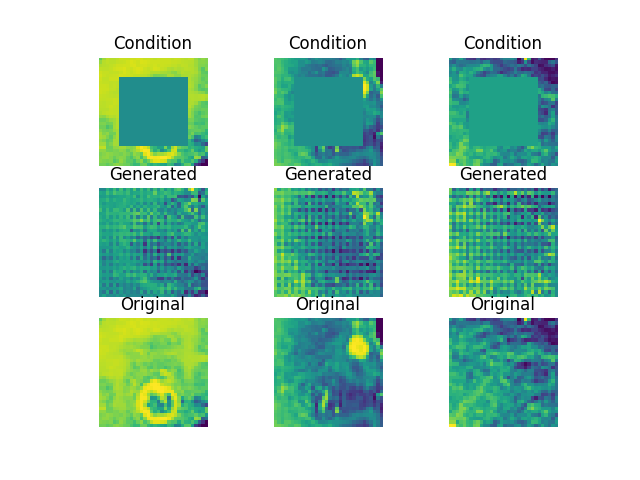 Condition Condition Condition
Generated Generated Generated
Original Original Original